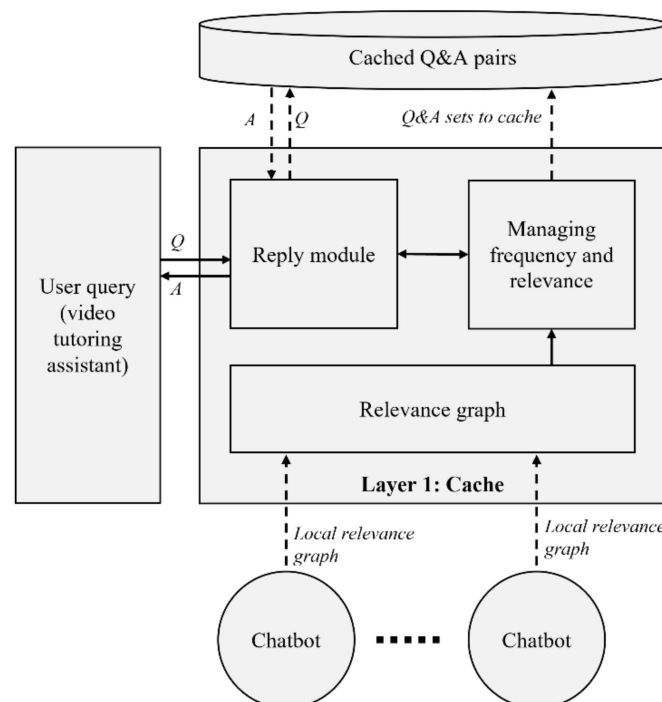 Cached Q&A pairs
A
Q
Q&A sets to cache
Q
A
User query
(video
tutoring
assistant)
Reply module
Managing
frequency and
relevance
Relevance graph
Layer 1: Cache
Local relevance
graph
Local relevance
graph
Chatbot
Chatbot